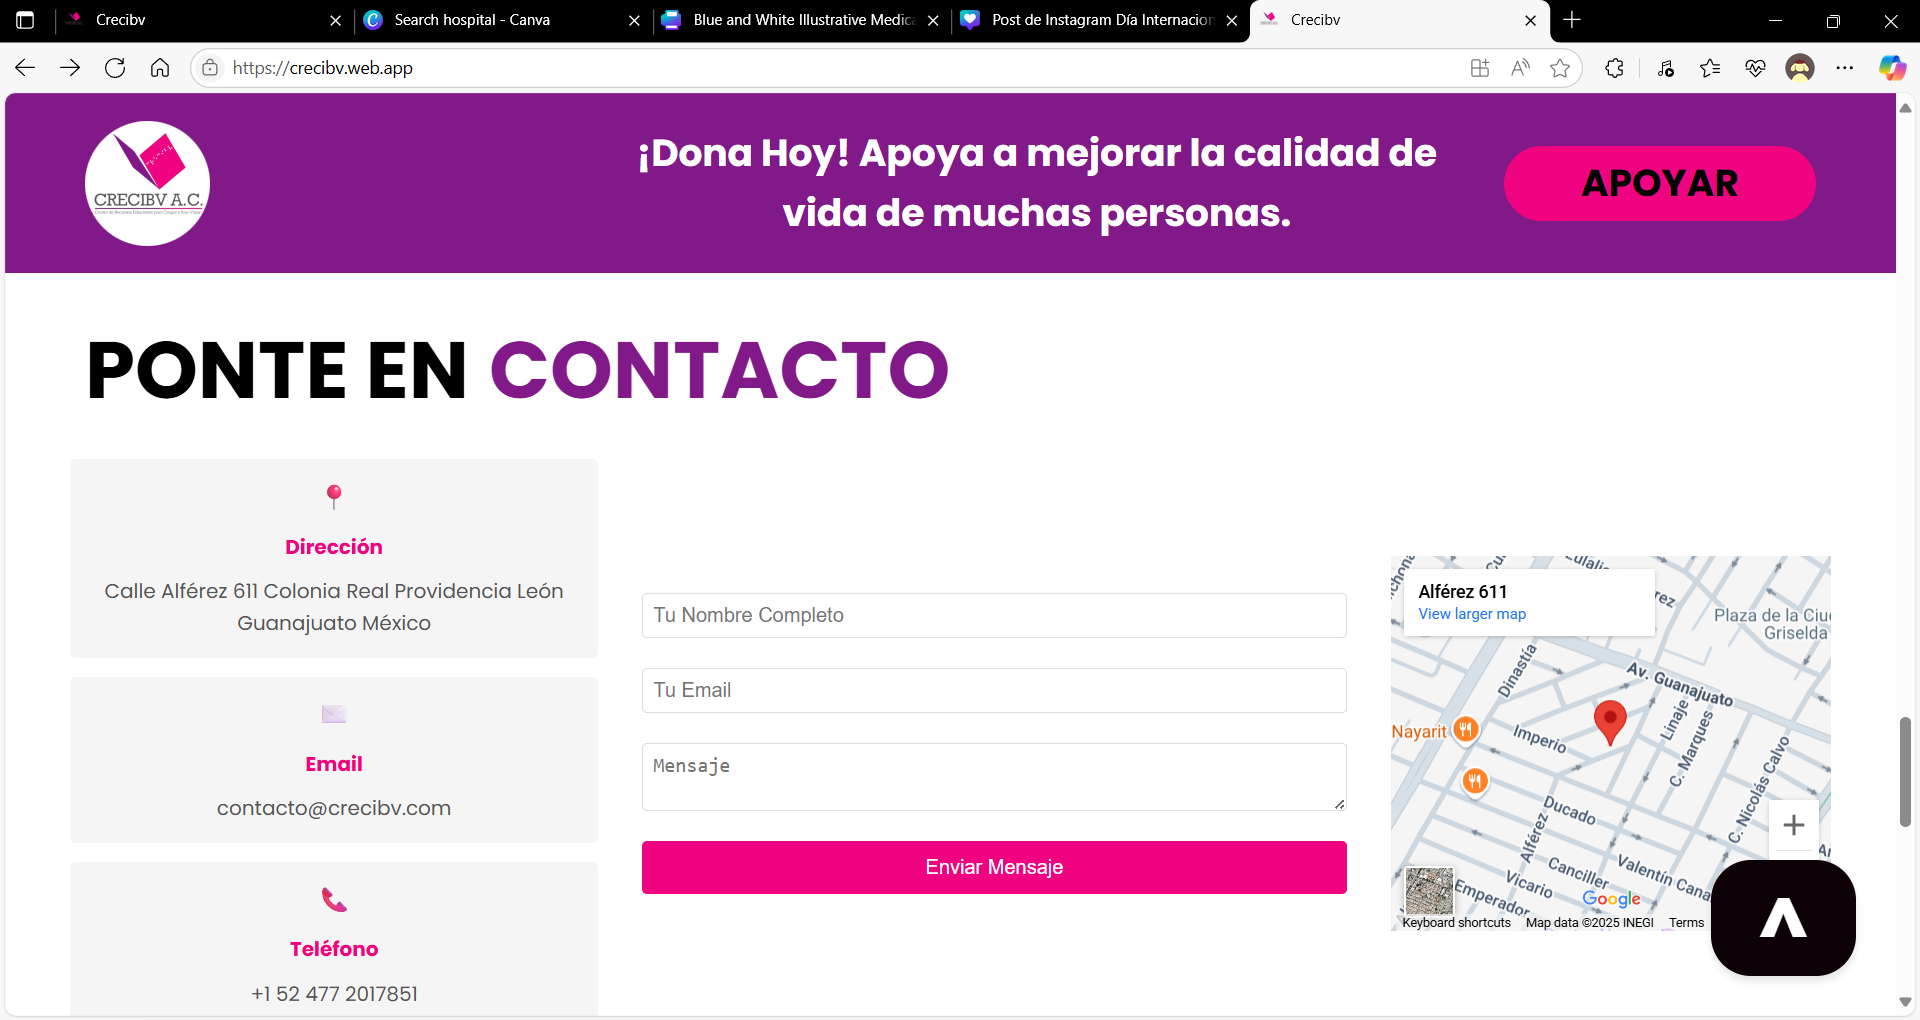 Crecibv
Search hospital - Canva
Blue and White Illustrative Medica
Post de Instagram Día Internacion
Crecibv
https://crecibv.web.app
CRECIBV A.C.
¡Dona Hoy! Apoya a mejorar la calidad de
vida de muchas personas.
APOYAR
PONTE EN CONTACTO
Dirección
Calle Alférez 611 Colonia Real Providencia León
Guanajuato México
Email
contacto@crecibv.com
Teléfono
+1 52 477 2017851
Tu Nombre Completo
Tu Email
Mensaje
Enviar Mensaje
Alférez 611
View larger map
Eulalio
Plaza de la Ciu
Griselda
Dinastía
Av. Guanajuato
Linaje
C. Marques
Nayarit
Imperio
C. Nicolás Calvo
Ducado
Alférez
Canciller
Valentín Cana
Vicario
Emperador
Google
Keyboard shortcuts
Map data ©2025 INEGI
Terms